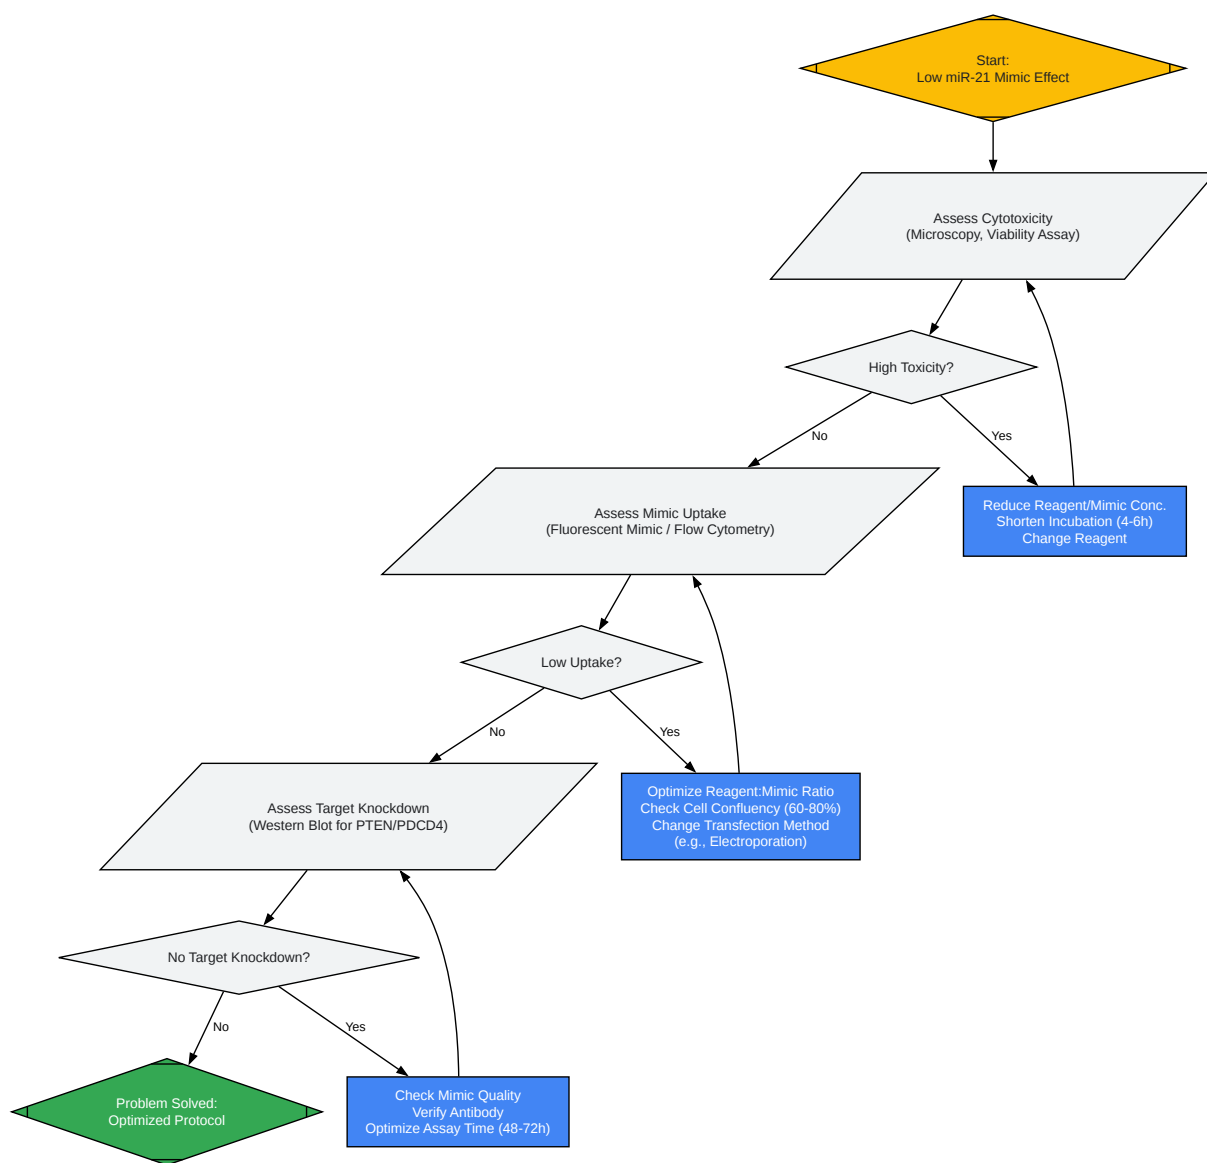 Start:
Low miR-21 Mimic Effect
Assess Cytotoxicity
(Microscopy, Viability Assay)
High Toxicity?
No
Yes
Reduce Reagent/Mimic Conc.
Shorten Incubation (4-6h)
Change Reagent
Assess Mimic Uptake
(Fluorescent Mimic / Flow Cytometry)
Low Uptake?
No
Yes
Optimize Reagent:Mimic Ratio
Check Cell Confluency (60-80%)
Change Transfection Method
(e.g., Electroporation)
Assess Target Knockdown
(Western Blot for PTEN/PDCD4)
No Target Knockdown?
No
Yes
Problem Solved:
Optimized Protocol
Check Mimic Quality
Verify Antibody
Optimize Assay Time (48-72h)